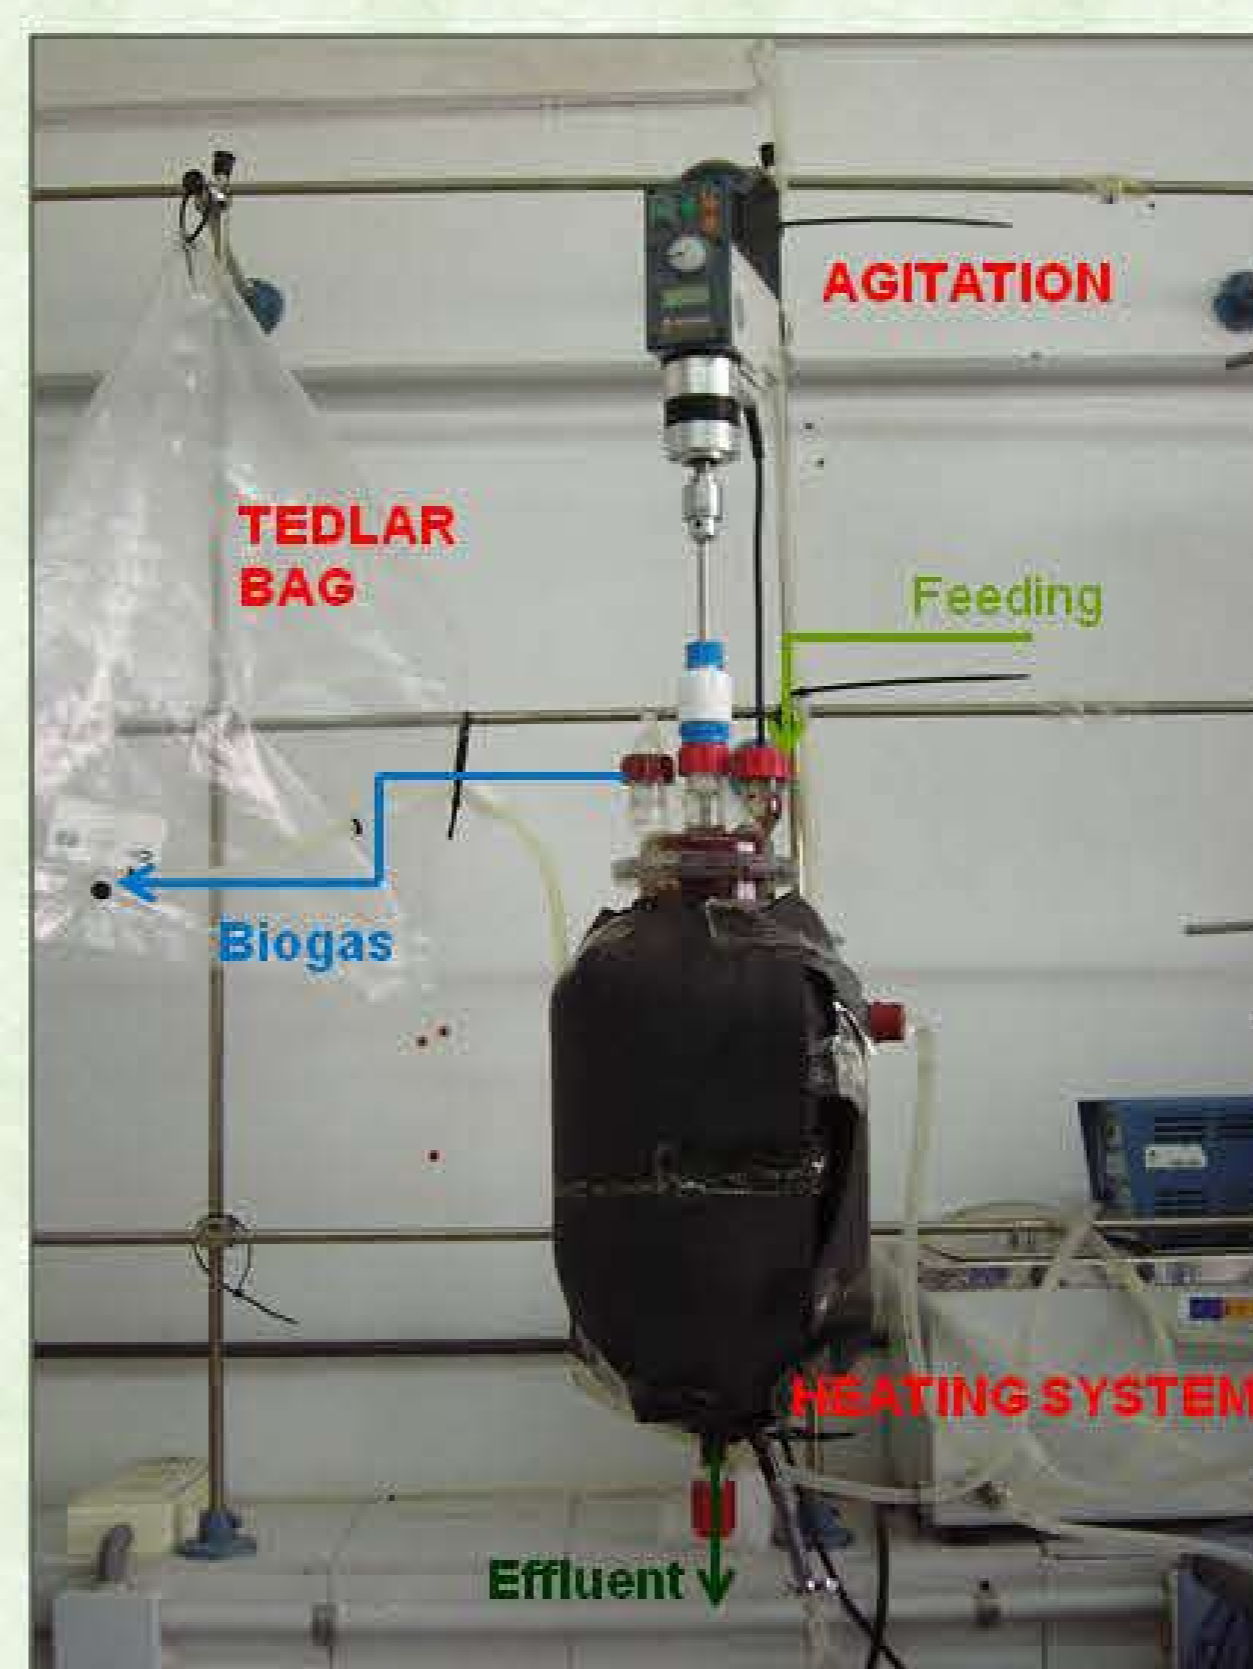 AGITATION
TEDLAR
BAG
Feeding
Biogas
HEATING SYSTEM
Effluent